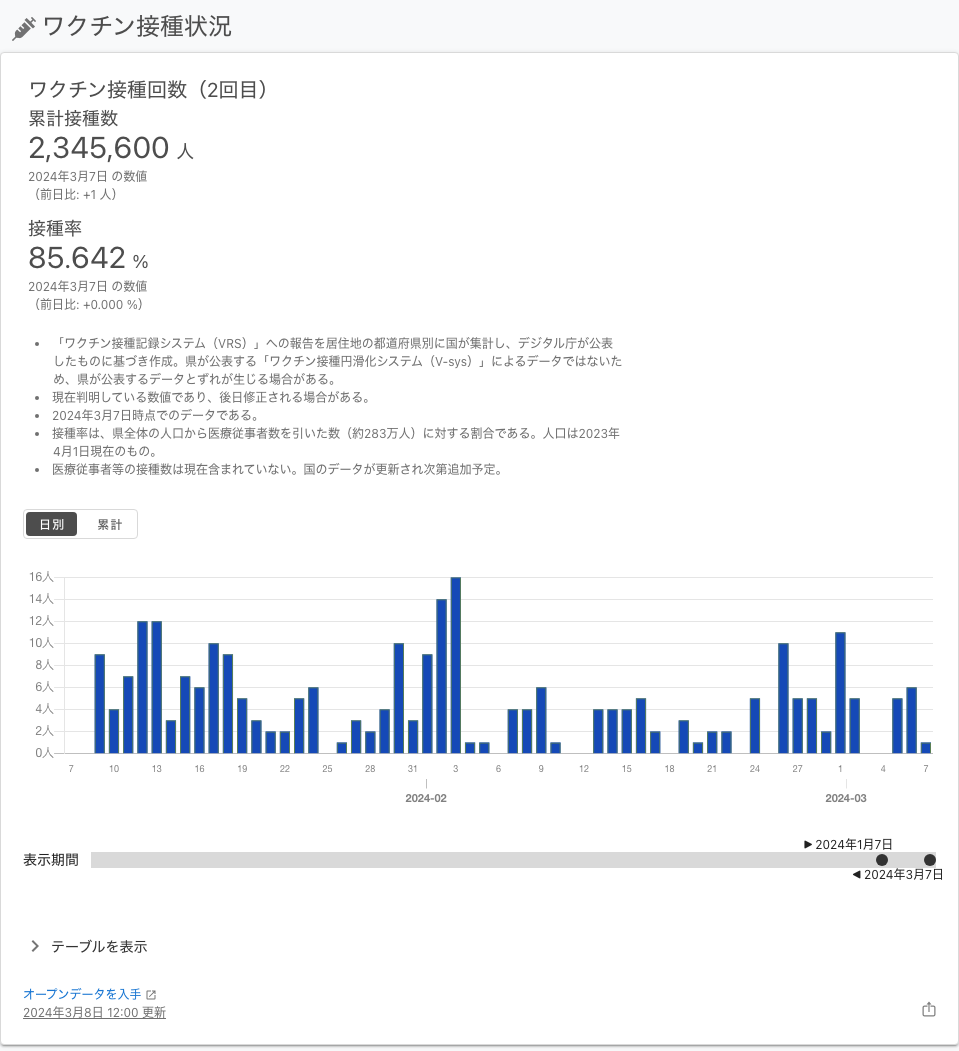 ワクチン接種状況
ワクチン接種回数（2回目）
累計接種数
2,345,600 人
2024年3月7日 の数値
（前日比: +1 人）
接種率
85.642 %
2024年3月7日 の数値
（前日比: +0.000 %）
• 「ワクチン接種記録システム（VRS）」への報告を居住地の都道府県別に国が集計し、デジタル庁が公表
したものに基づき作成。県が公表する「ワクチン接種円滑化システム（V-sys）」によるデータではないた
め、県が公表するデータとずれが生じる場合がある。
• 現在判明している数値であり、後日修正される場合がある。
• 2024年3月7日時点でのデータである。
• 接種率は、県全体の人口から医療従事者数を引いた数（約283万人）に対する割合である。人口は2023年
4月1日現在のもの。
• 医療従事者等の接種数は現在含まれていない。国のデータが更新され次第追加予定。
日別 累計
16人
14人
12人
10人
8人
6人
4人
2人
0人
7 10 13 16 19 22 25 28 31 3 6 9 12 15 18 21 24 27 1 4 7
2024-02 2024-03
▶ 2024年1月7日
表示期間
◀ 2024年3月7日
テーブルを表示
オープンデータを入手
2024年3月8日 12:00 更新